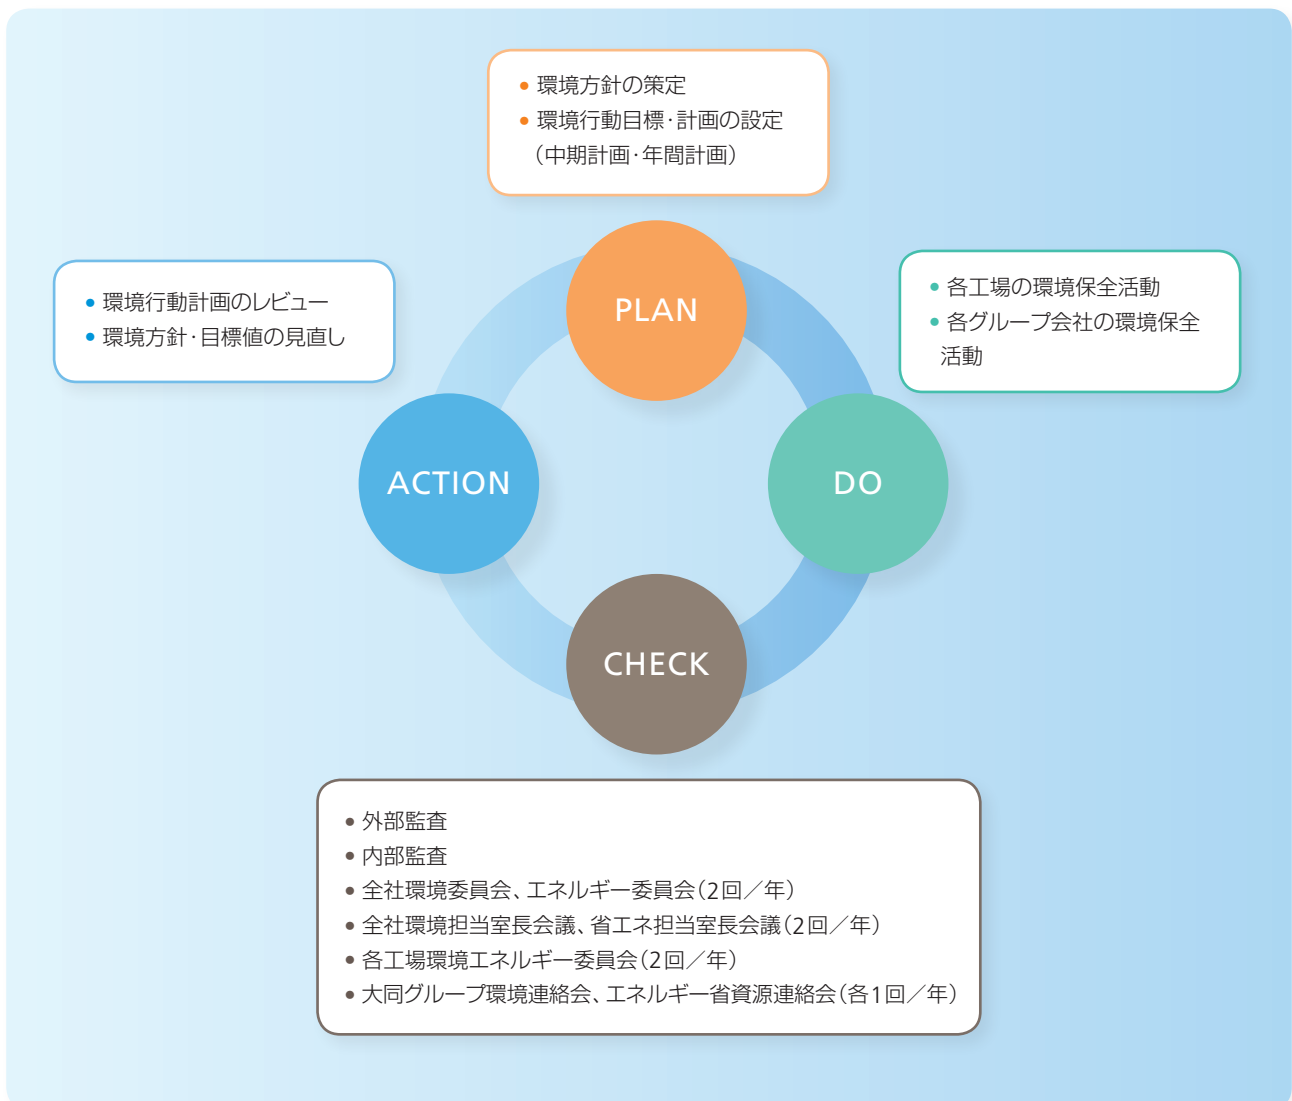 • 環境方針の策定
• 環境行動目標・計画の設定
（中期計画・年間計画）
PLAN
• 各工場の環境保全活動
• 各グループ会社の環境保全
活動
DO
• 環境行動計画のレビュー
• 環境方針・目標値の見直し
ACTION
CHECK
• 外部監査
• 内部監査
• 全社環境委員会、エネルギー委員会（2回／年）
• 全社環境担当室長会議、省エネ担当室長会議（2回／年）
• 各工場環境エネルギー委員会（2回／年）
• 大同グループ環境連絡会、エネルギー省資源連絡会（各1回／年）